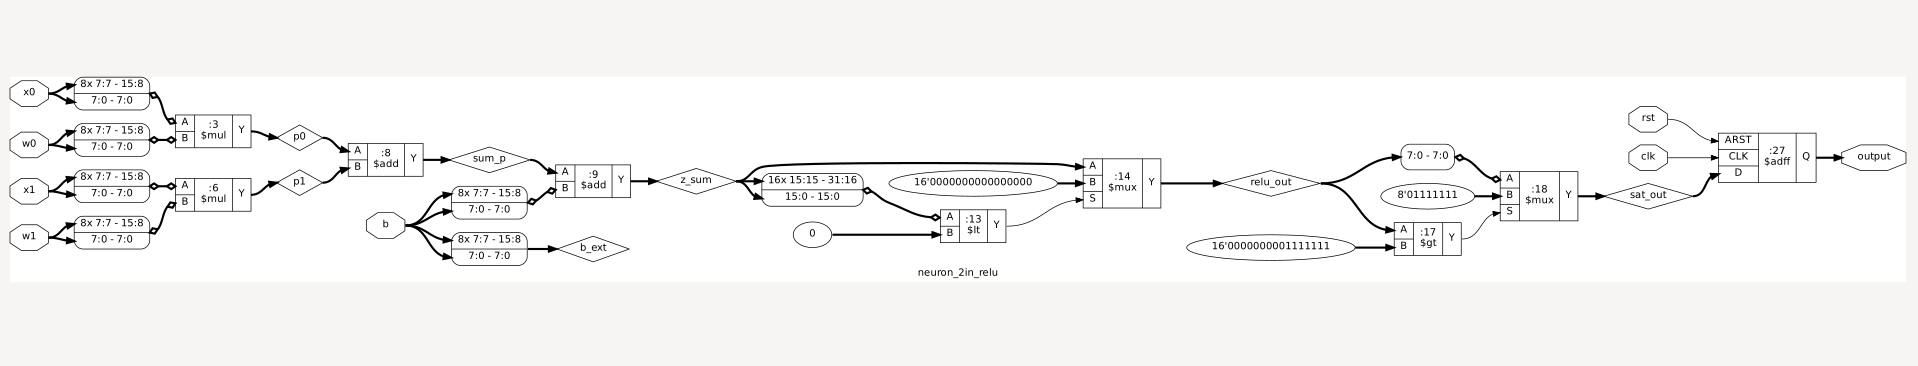 x0
8x 7:7 - 15:8
7:0 - 7:0
w0
8x 7:7 - 15:8
7:0 - 7:0
x1
8x 7:7 - 15:8
7:0 - 7:0
w1
8x 7:7 - 15:8
7:0 - 7:0
A
B
:3
$mul
Y
A
B
:6
$mul
Y
p0
p1
A
B
:8
$add
Y
sum_p
b
8x 7:7 - 15:8
7:0 - 7:0
8x 7:7 - 15:8
7:0 - 7:0
b_ext
A
B
:9
$add
Y
z_sum
16x 15:15 - 31:16
15:0 - 15:0
0
16'0000000000000000
A
B
:13
$lt
Y
A
B
S
:14
$mux
Y
relu_out
7:0 - 7:0
8'01111111
16'0000000001111111
A
B
:17
$gt
Y
A
B
S
:18
$mux
Y
sat_out
rst
clk
ARST
CLK
D
:27
$adff
Q
output
neuron_2in_relu